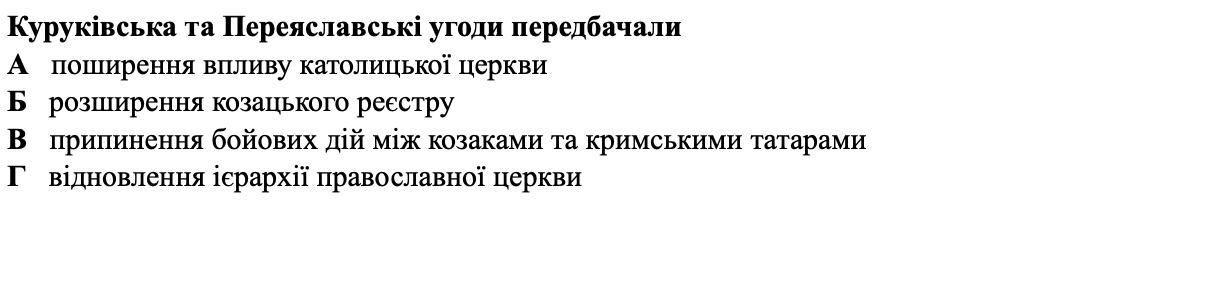 Куруківська та Переяславські угоди передбачали
А поширення впливу католицької церкви
Б розширення козацького реєстру
В припинення бойових дій між козаками та кримськими татарами
Г відновлення ієрархії православної церкви